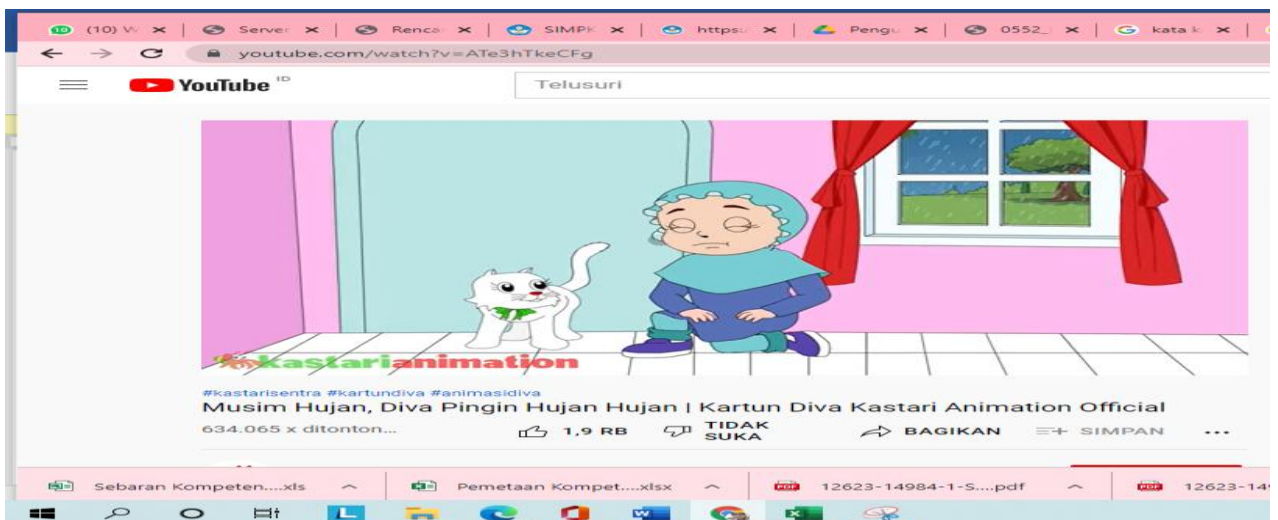 (10) W
Server
Renca
SIMPK
https:
Pengu
0552_
kata k
youtube.com/watch?v=ATe3hTkeCFg
YouTube ID
Telusuri
kastarianimation
#kastarisentra #kartundiva #animasidiva
Musim Hujan, Diva Pingin Hujan Hujan | Kartun Diva Kastari Animation Official
634.065 x ditonton...
1,9 RB
TIDAK
SUKA
BAGIKAN
SIMPAN
Sebaran Kompeten....xls
Pemetaan Kompet....xlsx
12623-14984-1-S....pdf
12623-149